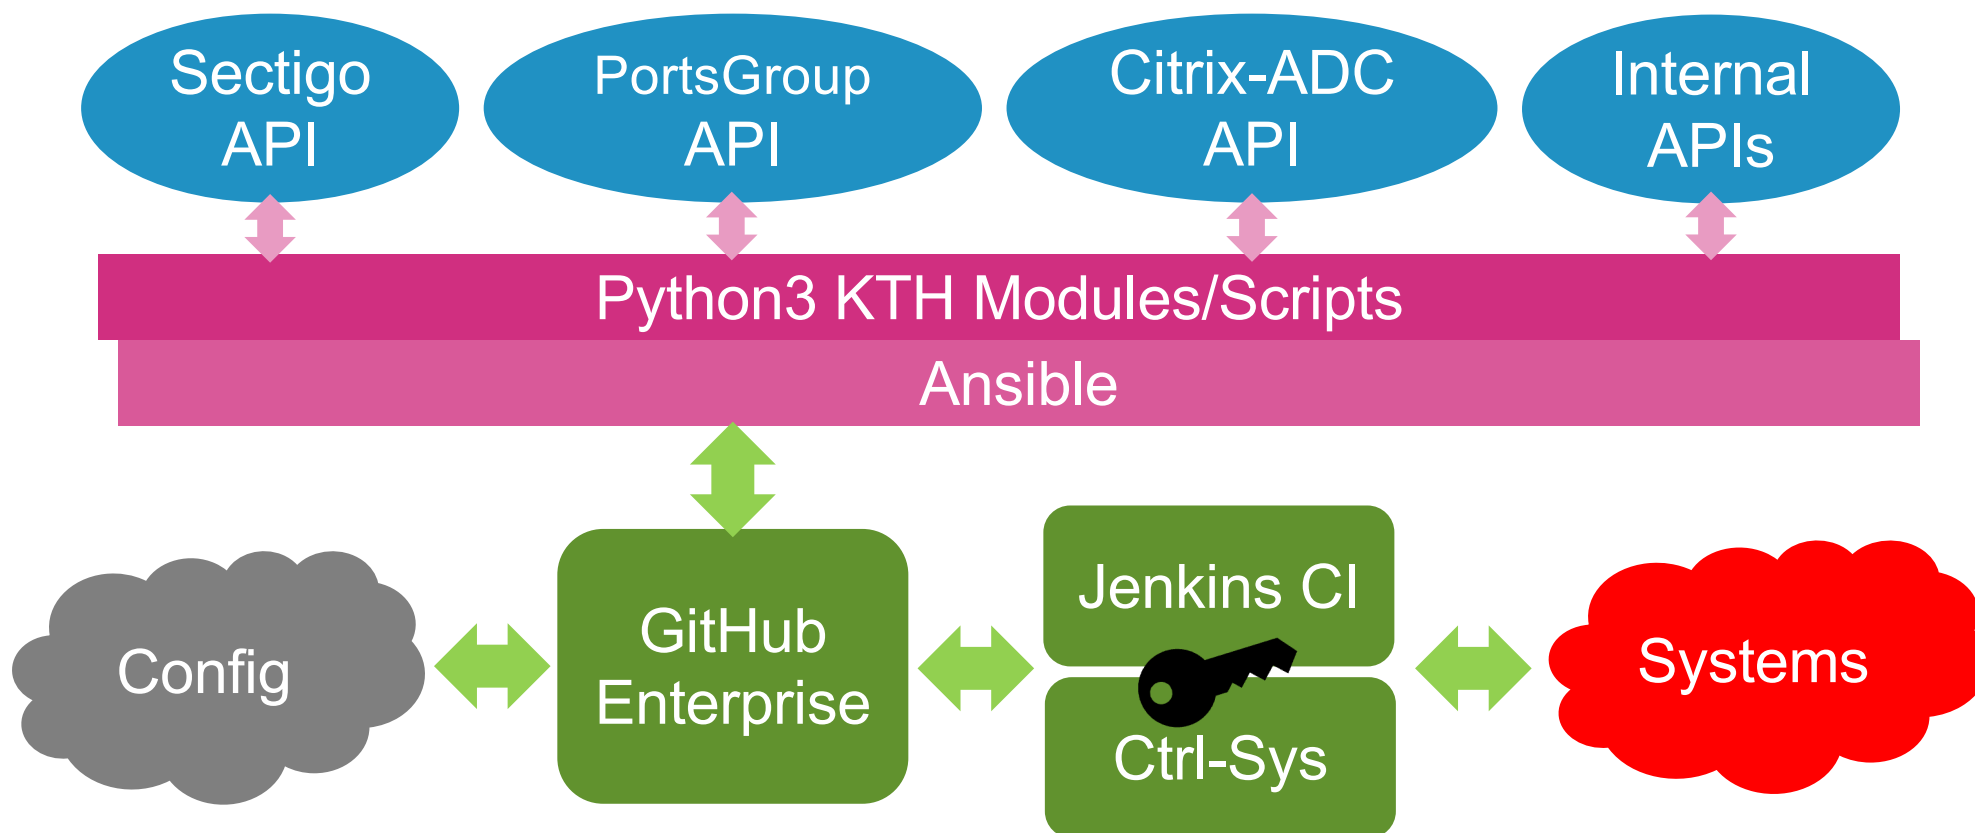 Sectigo
API
PortsGroup
API
Citrix-ADC
API
Internal
APIs
Python3 KTH Modules/Scripts
Ansible
Config
GitHub
Enterprise
Jenkins CI
Ctrl-Sys
Systems